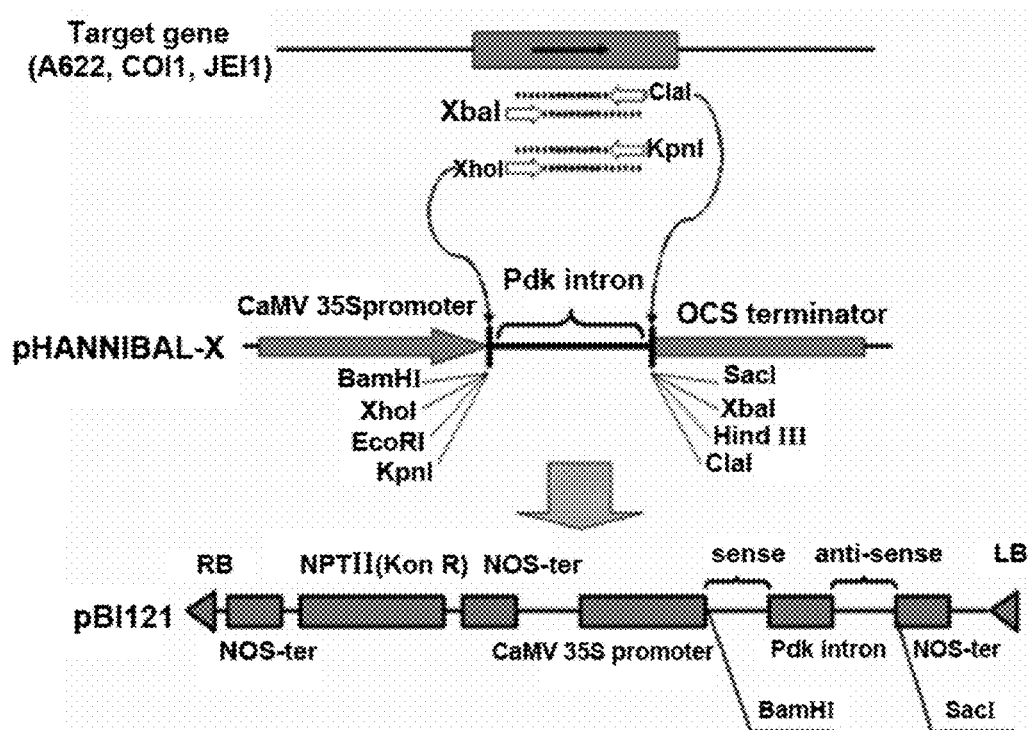 Target gene
(A622, COI1, JEI1)
ClaI
XbaI
KpnI
XhoI
Pdk intron
CaMV 35Spromoter
OCS terminator
pHANNIBAL-X
BamHI
SacI
XhoI
XbaI
EcoRI
Hind III
KpnI
ClaI
sense
anti-sense
RB
NPTII(Kon R)
NOS-ter
LB
pBI121
NOS-ter
CaMV 35S promoter
Pdk intron
NOS-ter
BamHI
SacI